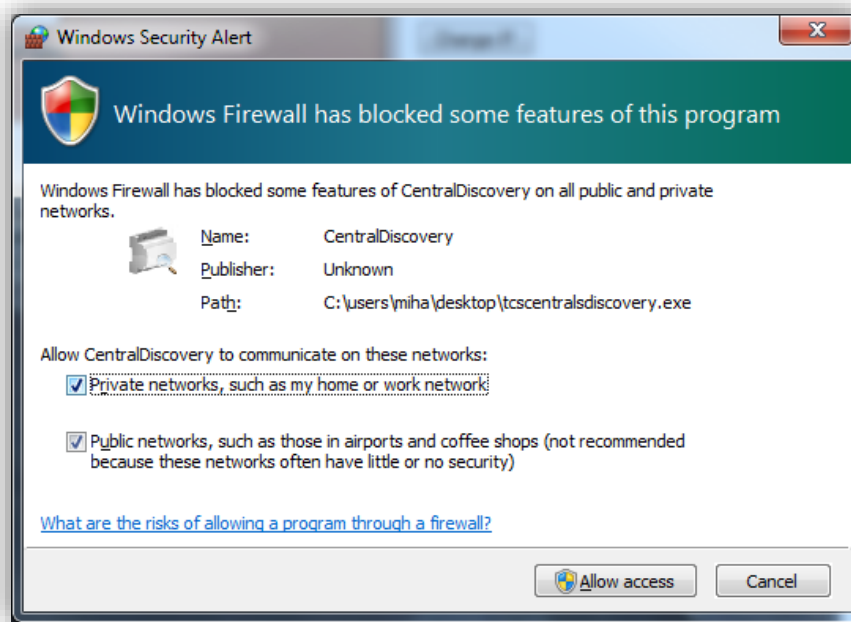 Windows Security Alert
Windows Firewall has blocked some features of this program
Windows Firewall has blocked some features of CentralDiscovery on all public and private
networks.
Name: CentralDiscovery
Publisher: Unknown
Path: C:\users\miha\desktop\tcscentralsdiscovery.exe
Allow CentralDiscovery to communicate on these networks:
Private networks, such as my home or work network
Public networks, such as those in airports and coffee shops (not recommended
because these networks often have little or no security)
What are the risks of allowing a program through a firewall?
Allow access Cancel